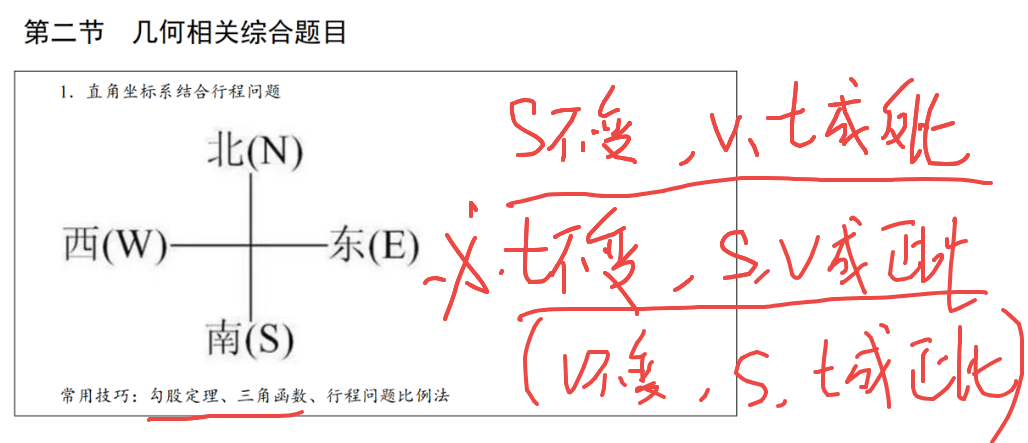 第二节 几何相关综合题目
1. 直角坐标系结合行程问题
北(N)
西(W) 东(E)
南(S)
常用技巧：勾股定理、三角函数、行程问题比例法
S不变，v、t成反比
※.t不变，S、V成正比
(v不变，S、t成正比)